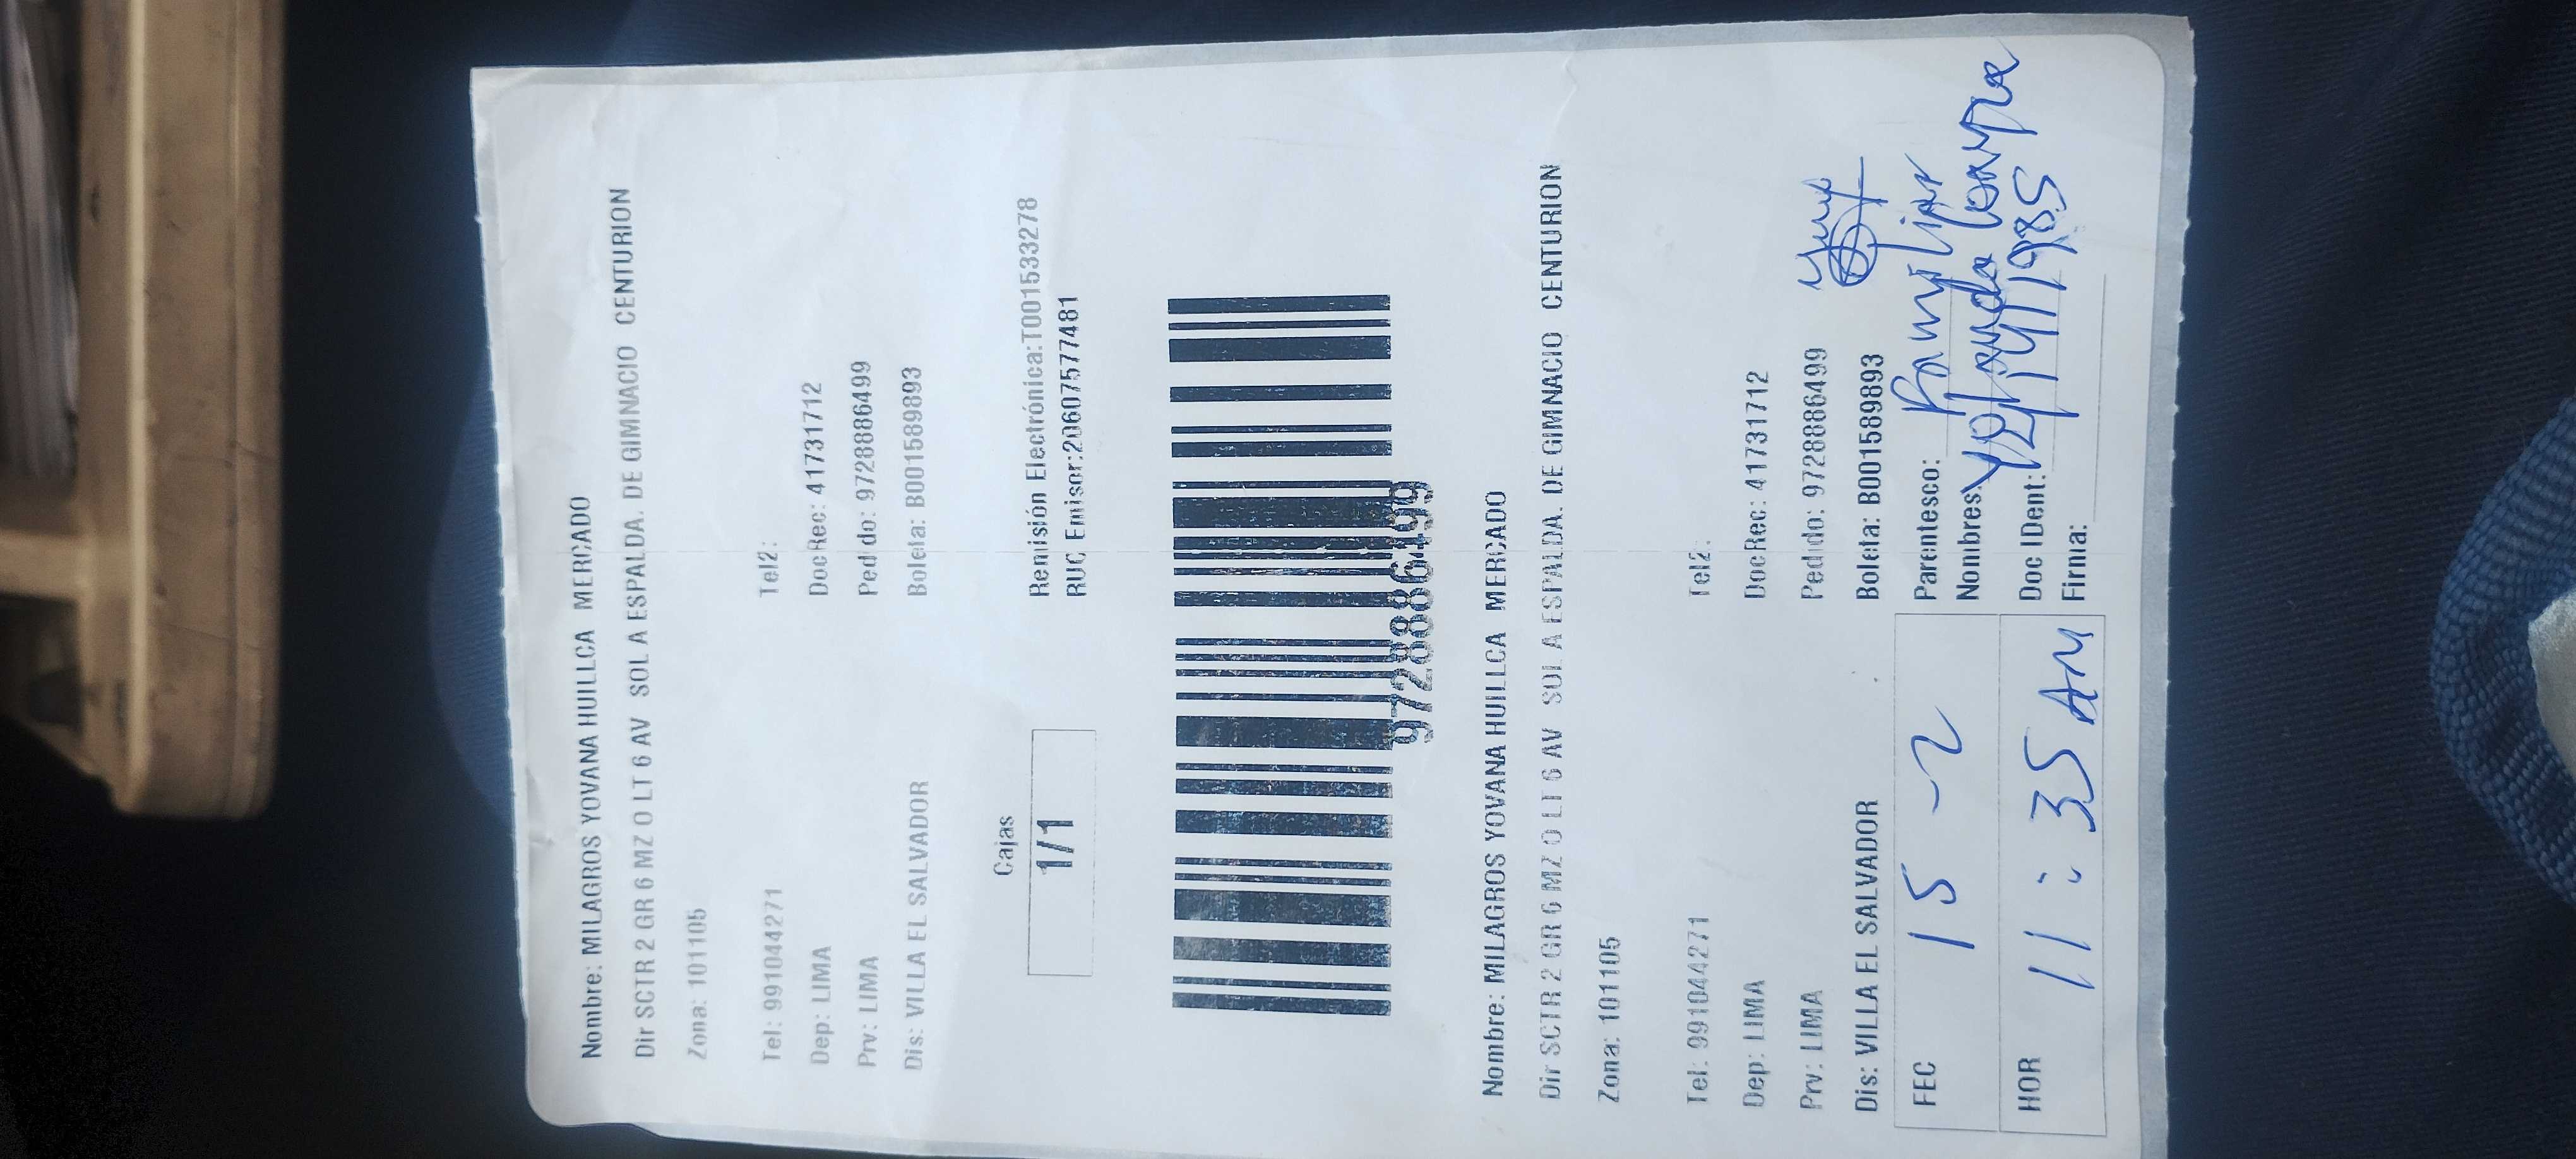 Nombre: MILAGROS YOVANA HUILLCA MERCADO
Dir SCTR 2 GR 6 MZ O LT 6 AV SOL A ESPALDA. DE GIMNACIO CENTURION
Zona: 101105
Tel: 991044271 Tel2:
Dep: LIMA DocRec: 41731712
Prv: LIMA Pedido: 9728886499
Dis: VILLA EL SALVADOR Boleta: B001589893
Cajas
1/1
Remisión Electrónica:T001533278
RUC Emisor:20607577481
9728886499
Nombre: MILAGROS YOVANA HUILLCA MERCADO
Dir SCTR 2 GR 6 MZ O LT 6 AV SOL A ESPALDA. DE GIMNACIO CENTURION
Zona: 101105
Tel: 991044271 Tel2:
Dep: LIMA DocRec: 41731712
Prv: LIMA Pedido: 9728886499
Dis: VILLA EL SALVADOR Boleta: B001589893
FEC 15-2
HOR 11:35 AM
Parentesco: Familiar
Nombres:
Doc IDent:
Firma: